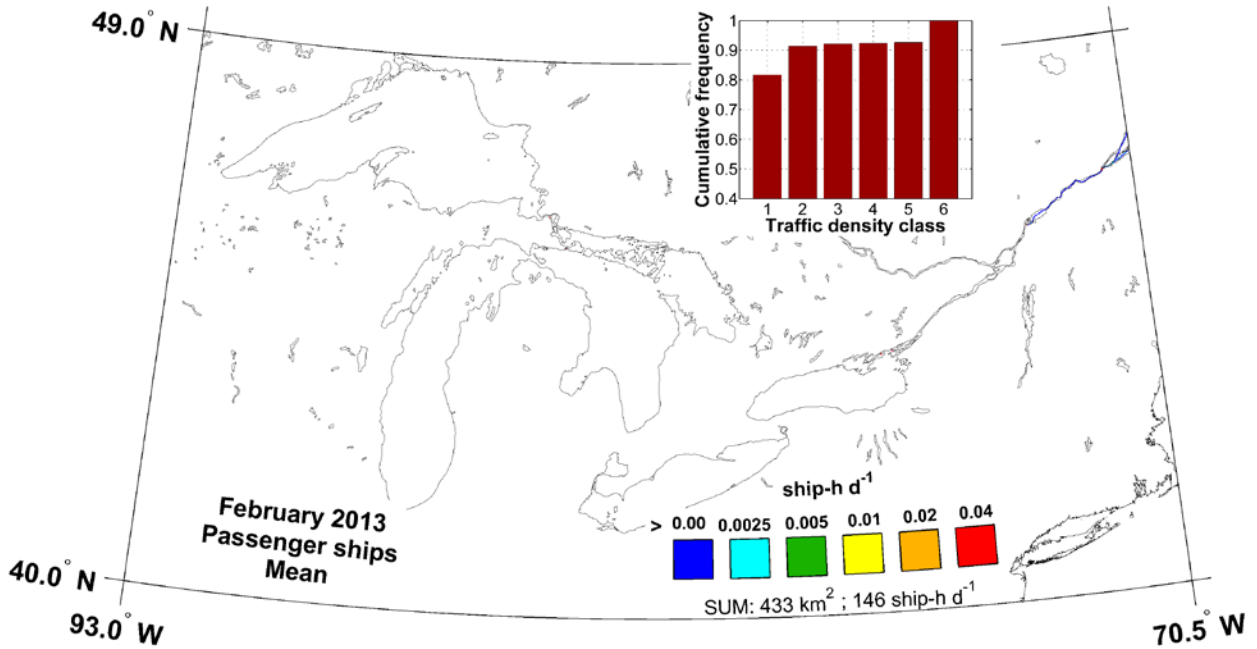 49.0° N
1
0.9
0.8
0.7
0.6
0.5
0.4
Cumulative frequency
1 2 3 4 5 6
Traffic density class
February 2013
Passenger ships
Mean
ship-h d⁻¹
> 0.00 0.0025 0.005 0.01 0.02 0.04
SUM: 433 km² ; 146 ship-h d⁻¹
40.0° N
93.0° W
70.5° W